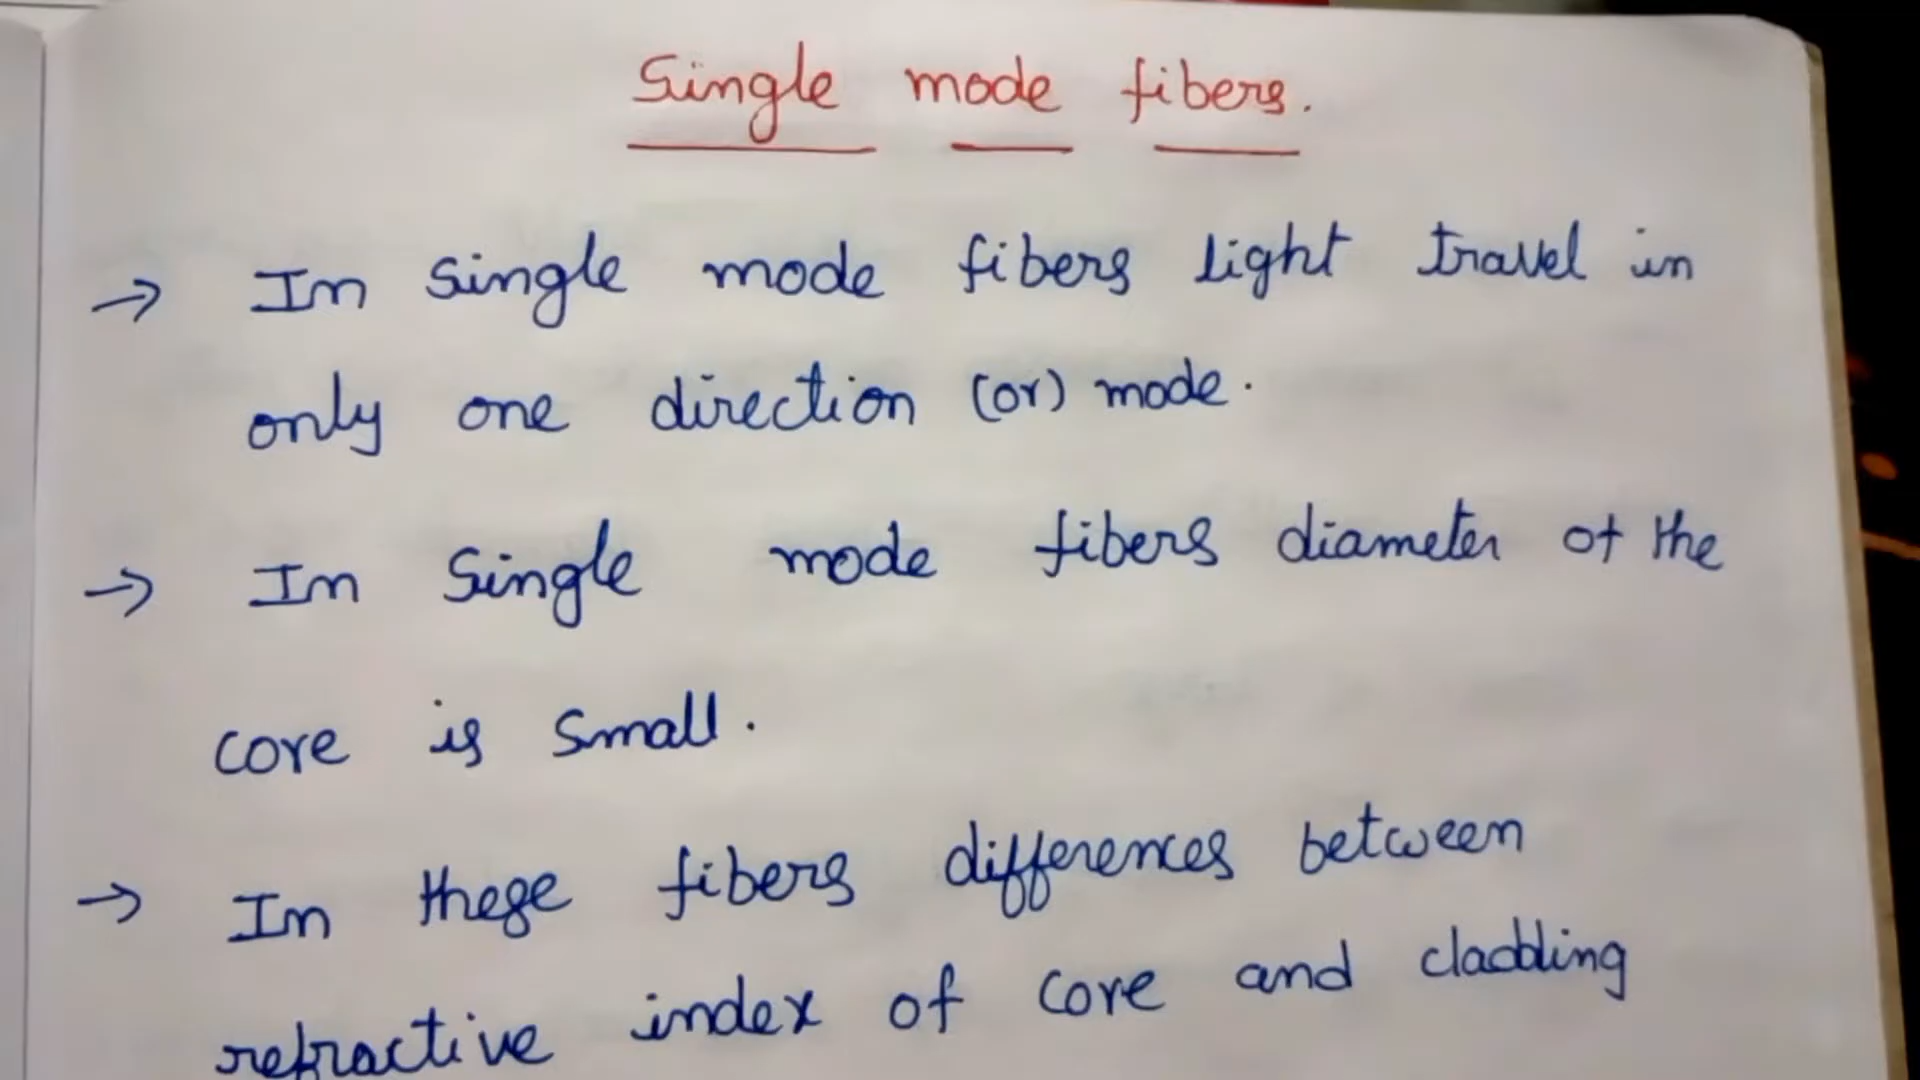 Single mode fibers.
→ In single mode fibers light travel in
only one direction (or) mode.
→ In Single mode fibers diameter of the
core is small.
→ In these fibers differences between
refractive index of core and cladding